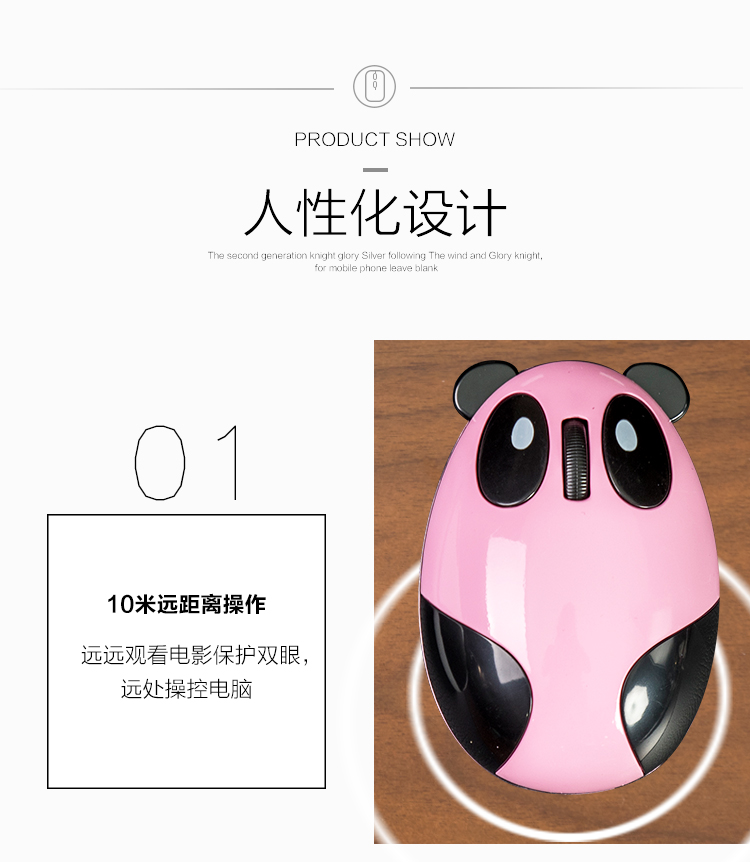 PRODUCT SHOW
人性化设计
The second generation knight glory Silver following The wind and Glory knight,
for mobile phone leave blank
01
10米远距离操作
远远观看电影保护双眼，
远处操控电脑